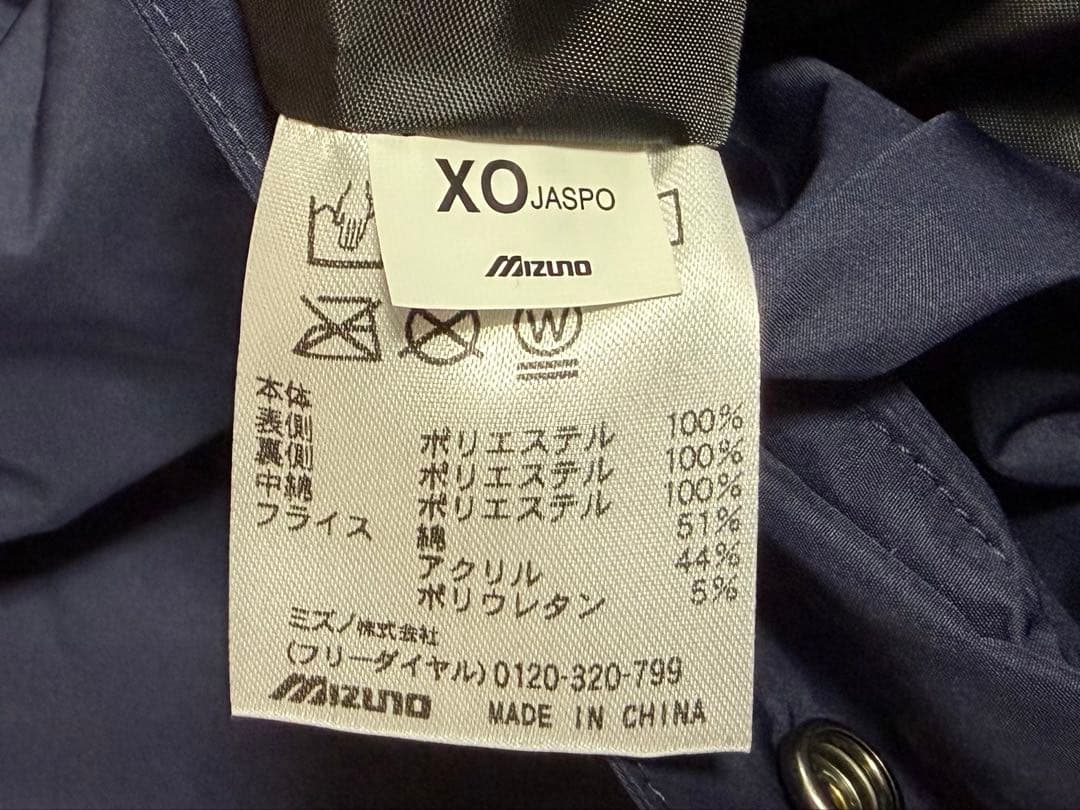 XO JASPO
Mizuno
W
本体
表側 ポリエステル 100%
裏側 ポリエステル 100%
中綿 ポリエステル 100%
フライス 綿 51%
アクリル 44%
ポリウレタン 5%
ミズノ株式会社
(フリーダイヤル)0120-320-799
Mizuno MADE IN CHINA